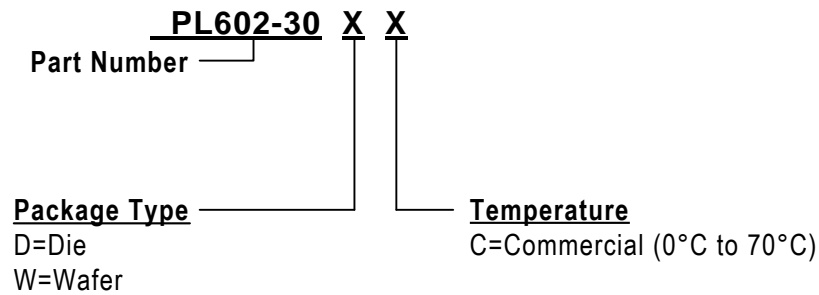 PL602-30 X X
Part Number
Package Type
D=Die
W=Wafer
Temperature
C=Commercial (0°C to 70°C)